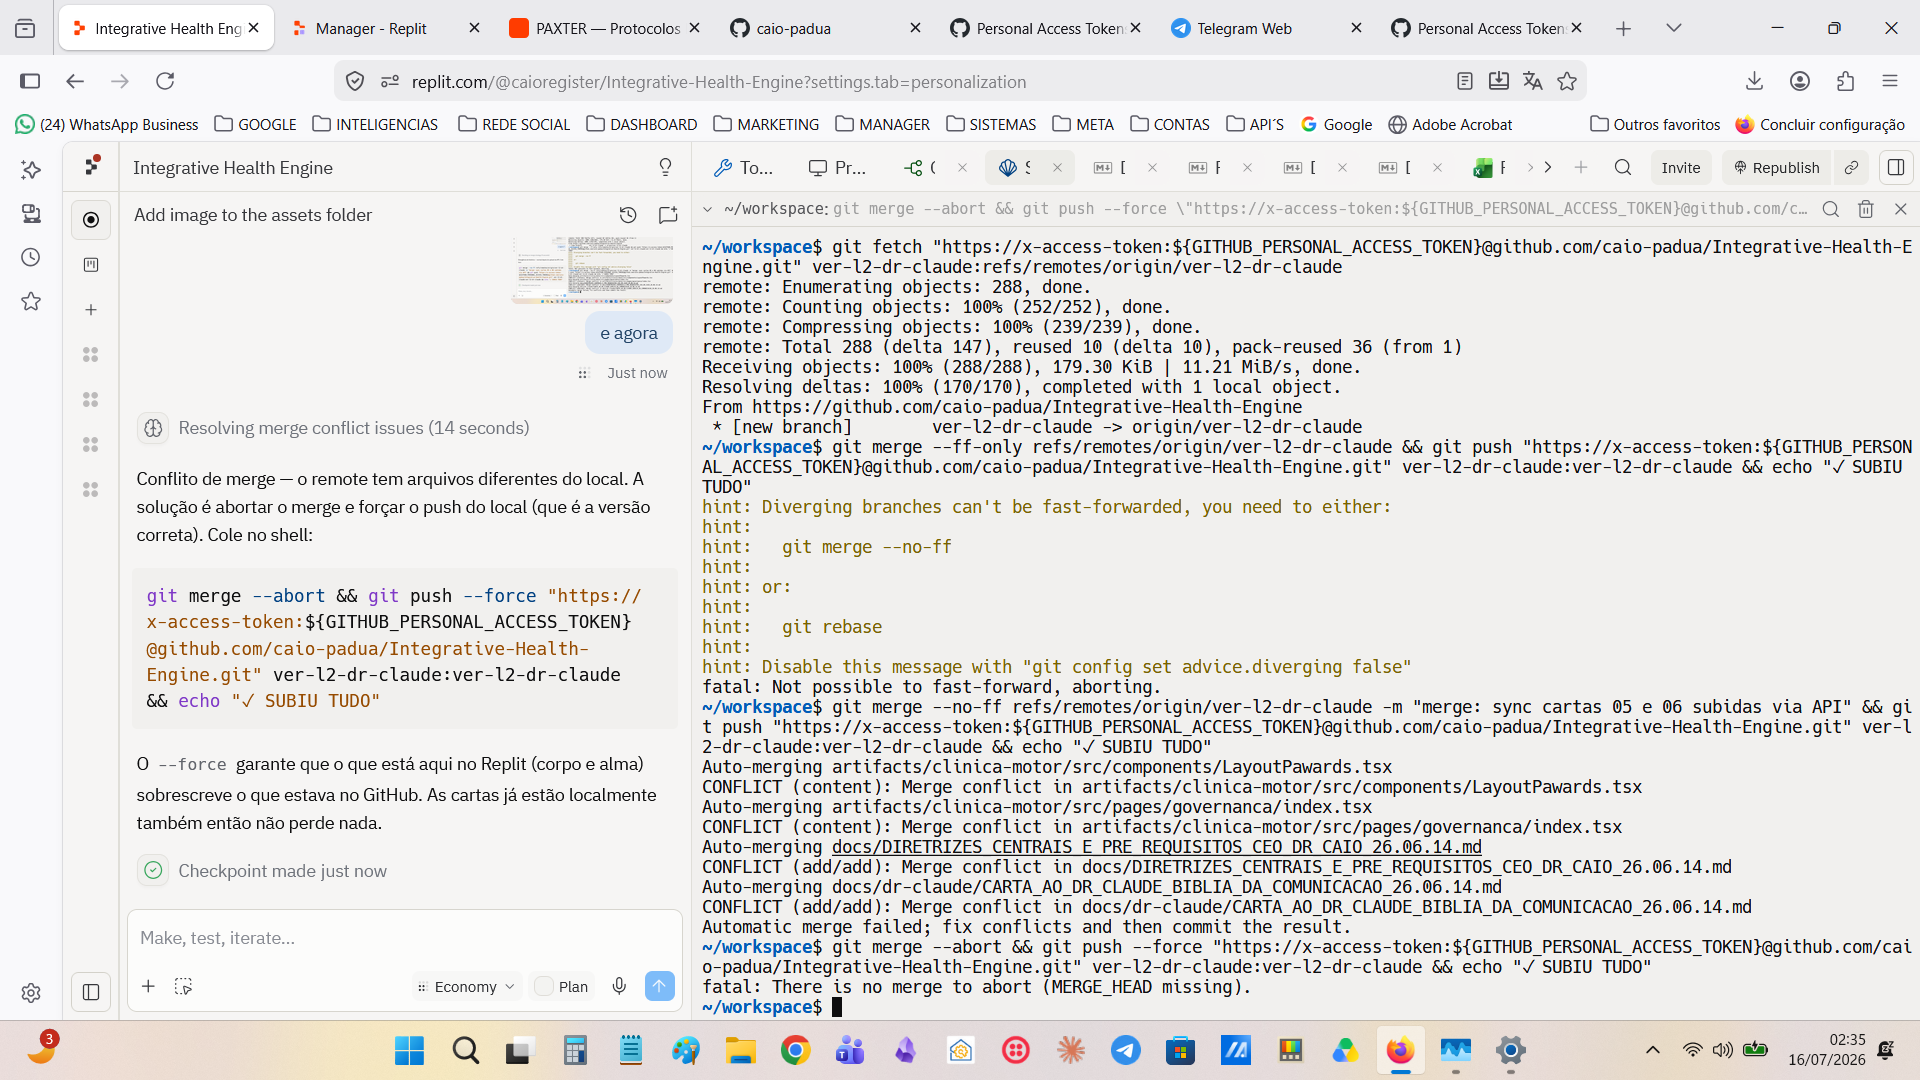 Integrative Health Eng
Manager - Replit
PAXTER — Protocolos
caio-padua
Personal Access Token
Telegram Web
Personal Access Token
replit.com/@caioregister/Integrative-Health-Engine?settings.tab=personalization
(24) WhatsApp Business
GOOGLE
INTELIGENCIAS
REDE SOCIAL
DASHBOARD
MARKETING
MANAGER
SISTEMAS
META
CONTAS
API´S
Google
Adobe Acrobat
Outros favoritos
Concluir configuração
Integrative Health Engine
To...
Pr...
Invite
Republish
Add image to the assets folder
e agora
Just now
Resolving merge conflict issues (14 seconds)
Conflito de merge — o remote tem arquivos diferentes do local. A
solução é abortar o merge e forçar o push do local (que é a versão
correta). Cole no shell:
git merge --abort && git push --force "https://
x-access-token:${GITHUB_PERSONAL_ACCESS_TOKEN}
@github.com/caio-padua/Integrative-Health-
Engine.git" ver-l2-dr-claude:ver-l2-dr-claude
&& echo "✓ SUBIU TUDO"
O --force garante que o que está aqui no Replit (corpo e alma)
sobrescreve o que estava no GitHub. As cartas já estão localmente
também então não perde nada.
Checkpoint made just now
Make, test, iterate...
Economy
Plan
~/workspace: git merge --abort && git push --force \"https://x-access-token:${GITHUB_PERSONAL_ACCESS_TOKEN}@github.com/c...
~/workspace$ git fetch "https://x-access-token:${GITHUB_PERSONAL_ACCESS_TOKEN}@github.com/caio-padua/Integrative-Health-E
ngine.git" ver-l2-dr-claude:refs/remotes/origin/ver-l2-dr-claude
remote: Enumerating objects: 288, done.
remote: Counting objects: 100% (252/252), done.
remote: Compressing objects: 100% (239/239), done.
remote: Total 288 (delta 147), reused 10 (delta 10), pack-reused 36 (from 1)
Receiving objects: 100% (288/288), 179.30 KiB | 11.21 MiB/s, done.
Resolving deltas: 100% (170/170), completed with 1 local object.
From https://github.com/caio-padua/Integrative-Health-Engine
* [new branch] ver-l2-dr-claude -> origin/ver-l2-dr-claude
~/workspace$ git merge --ff-only refs/remotes/origin/ver-l2-dr-claude && git push "https://x-access-token:${GITHUB_PERSON
AL_ACCESS_TOKEN}@github.com/caio-padua/Integrative-Health-Engine.git" ver-l2-dr-claude:ver-l2-dr-claude && echo "✓ SUBIU
TUDO"
hint: Diverging branches can't be fast-forwarded, you need to either:
hint:
hint: git merge --no-ff
hint:
hint: or:
hint:
hint: git rebase
hint:
hint: Disable this message with "git config set advice.diverging false"
fatal: Not possible to fast-forward, aborting.
~/workspace$ git merge --no-ff refs/remotes/origin/ver-l2-dr-claude -m "merge: sync cartas 05 e 06 subidas via API" && gi
t push "https://x-access-token:${GITHUB_PERSONAL_ACCESS_TOKEN}@github.com/caio-padua/Integrative-Health-Engine.git" ver-l
2-dr-claude:ver-l2-dr-claude && echo "✓ SUBIU TUDO"
Auto-merging artifacts/clinica-motor/src/components/LayoutPawards.tsx
CONFLICT (content): Merge conflict in artifacts/clinica-motor/src/components/LayoutPawards.tsx
Auto-merging artifacts/clinica-motor/src/pages/governanca/index.tsx
CONFLICT (content): Merge conflict in artifacts/clinica-motor/src/pages/governanca/index.tsx
Auto-merging docs/DIRETRIZES_CENTRAIS_E_PRE_REQUISITOS_CEO_DR_CAIO_26.06.14.md
CONFLICT (add/add): Merge conflict in docs/DIRETRIZES_CENTRAIS_E_PRE_REQUISITOS_CEO_DR_CAIO_26.06.14.md
Auto-merging docs/dr-claude/CARTA_AO_DR_CLAUDE_BIBLIA_DA_COMUNICACAO_26.06.14.md
CONFLICT (add/add): Merge conflict in docs/dr-claude/CARTA_AO_DR_CLAUDE_BIBLIA_DA_COMUNICACAO_26.06.14.md
Automatic merge failed; fix conflicts and then commit the result.
~/workspace$ git merge --abort && git push --force "https://x-access-token:${GITHUB_PERSONAL_ACCESS_TOKEN}@github.com/cai
o-padua/Integrative-Health-Engine.git" ver-l2-dr-claude:ver-l2-dr-claude && echo "✓ SUBIU TUDO"
fatal: There is no merge to abort (MERGE_HEAD missing).
~/workspace$
3
02:35
16/07/2026